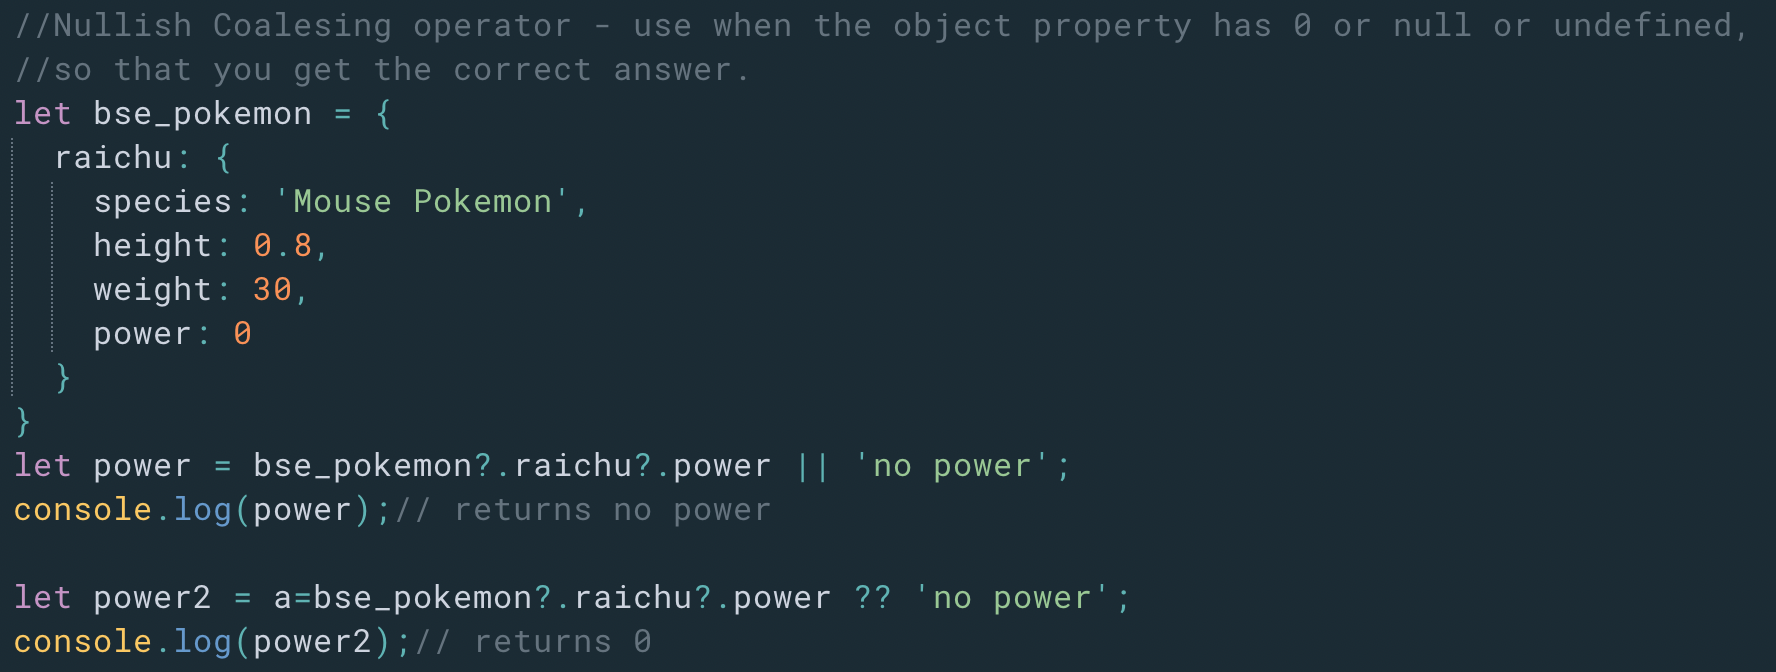 //Nullish Coalesing operator - use when the object property has 0 or null or undefined,
//so that you get the correct answer.
let bse_pokemon = {
  raichu: {
    species: 'Mouse Pokemon',
    height: 0.8,
    weight: 30,
    power: 0
  }
}
let power = bse_pokemon?.raichu?.power || 'no power';
console.log(power);// returns no power

let power2 = a=bse_pokemon?.raichu?.power ?? 'no power';
console.log(power2);// returns 0